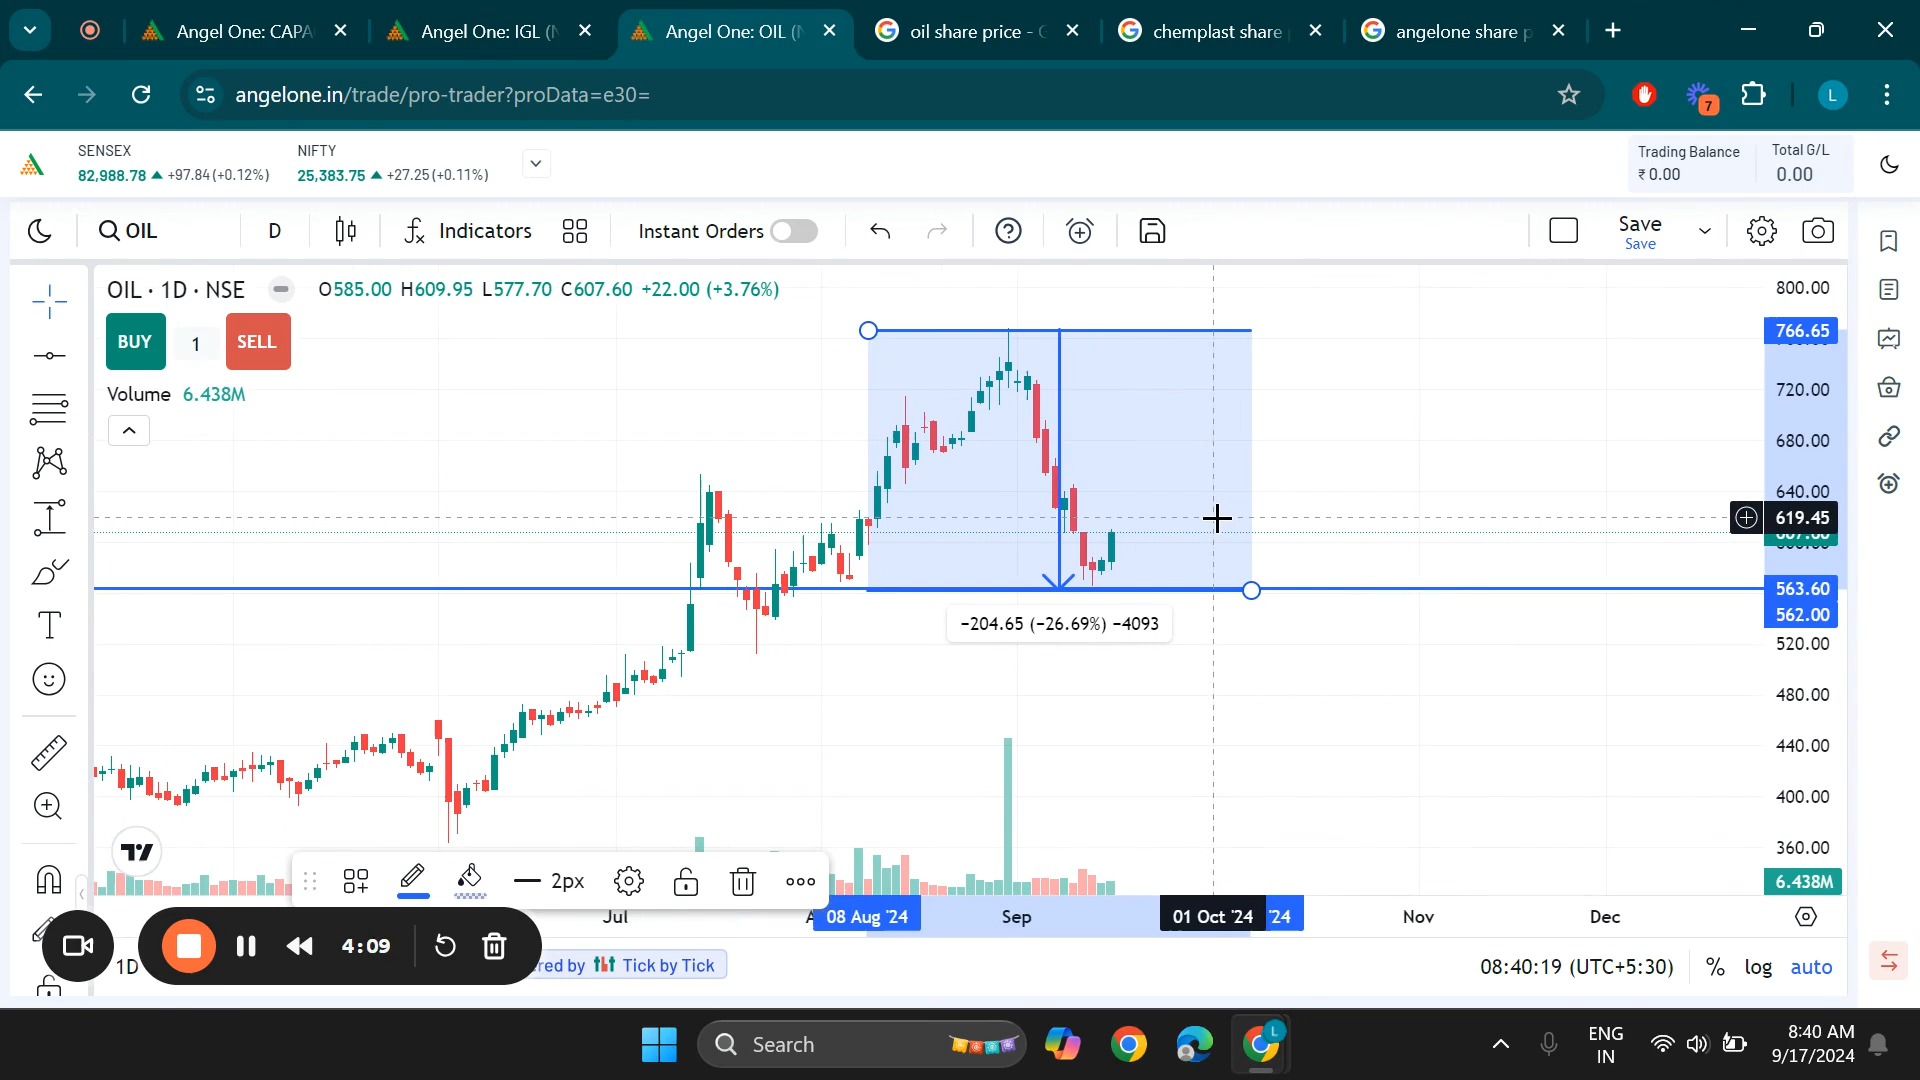 Angel One: CAPA
Angel One: IGL (N
Angel One: OIL (N
oil share price - G
chemplast share
angelone share p
angelone.in/trade/pro-trader?proData=e30=
7
L
SENSEX
82,988.78 +97.84 (+0.12%)
NIFTY
25,383.75 +27.25 (+0.11%)
Trading Balance
₹ 0.00
Total G/L
0.00
OIL
D
Indicators
Instant Orders
Save
Save
OIL · 1D · NSE
O585.00 H609.95 L577.70 C607.60 +22.00 (+3.76%)
BUY
1
SELL
Volume 6.438M
800.00
766.65
720.00
680.00
640.00
619.45
563.60
562.00
520.00
480.00
440.00
400.00
360.00
6.438M
−204.65 (−26.69%) −4093
2px
Jul
08 Aug '24
Sep
01 Oct '24
'24
Nov
Dec
4:09
1D
red by Tick by Tick
08:40:19 (UTC+5:30)
%
log
auto
Search
L
ENG
IN
8:40 AM
9/17/2024